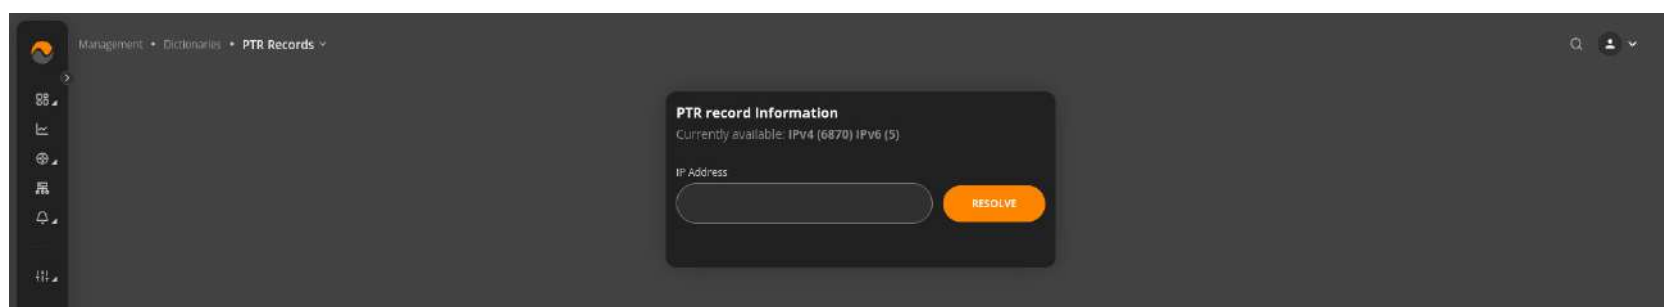 Management • Dictionaries • PTR Records
PTR record Information
Currently available: IPv4 (6870) IPv6 (5)
IP Address
RESOLVE